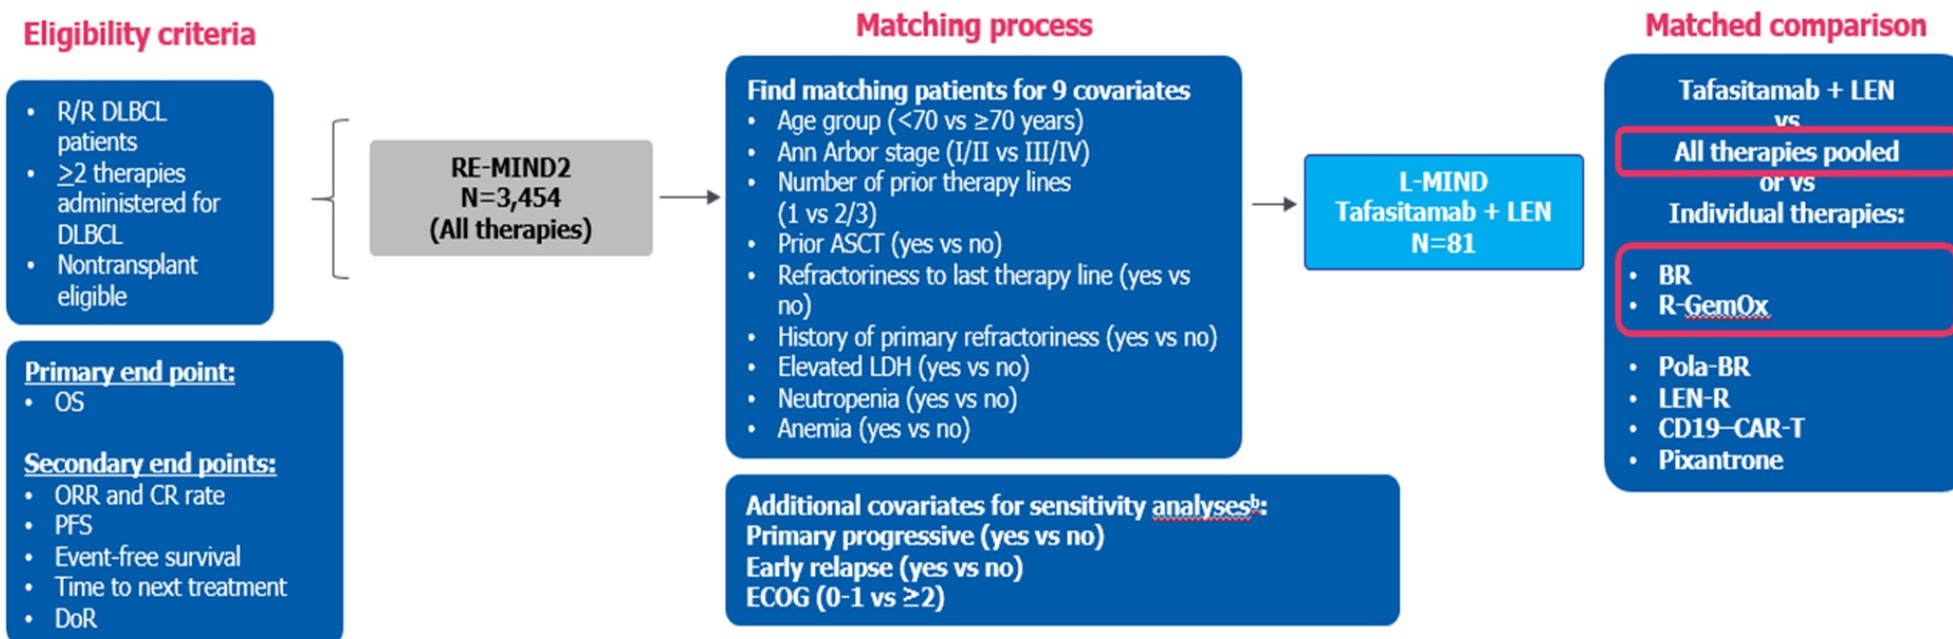 Eligibility criteria
• R/R DLBCL
patients
• ≥2 therapies
administered for
DLBCL
• Nontransplant
eligible
Primary end point:
• OS
Secondary end points:
• ORR and CR rate
• PFS
• Event-free survival
• Time to next treatment
• DoR
RE-MIND2
N=3,454
(All therapies)
Matching process
Find matching patients for 9 covariates
• Age group (<70 vs ≥70 years)
• Ann Arbor stage (I/II vs III/IV)
• Number of prior therapy lines
(1 vs 2/3)
• Prior ASCT (yes vs no)
• Refractoriness to last therapy line (yes vs
no)
• History of primary refractoriness (yes vs no)
• Elevated LDH (yes vs no)
• Neutropenia (yes vs no)
• Anemia (yes vs no)
Additional covariates for sensitivity analysesᵇ:
Primary progressive (yes vs no)
Early relapse (yes vs no)
ECOG (0-1 vs ≥2)
L-MIND
Tafasitamab + LEN
N=81
Matched comparison
Tafasitamab + LEN
vs
All therapies pooled
or vs
Individual therapies:
• BR
• R-GemOx
• Pola-BR
• LEN-R
• CD19–CAR-T
• Pixantrone